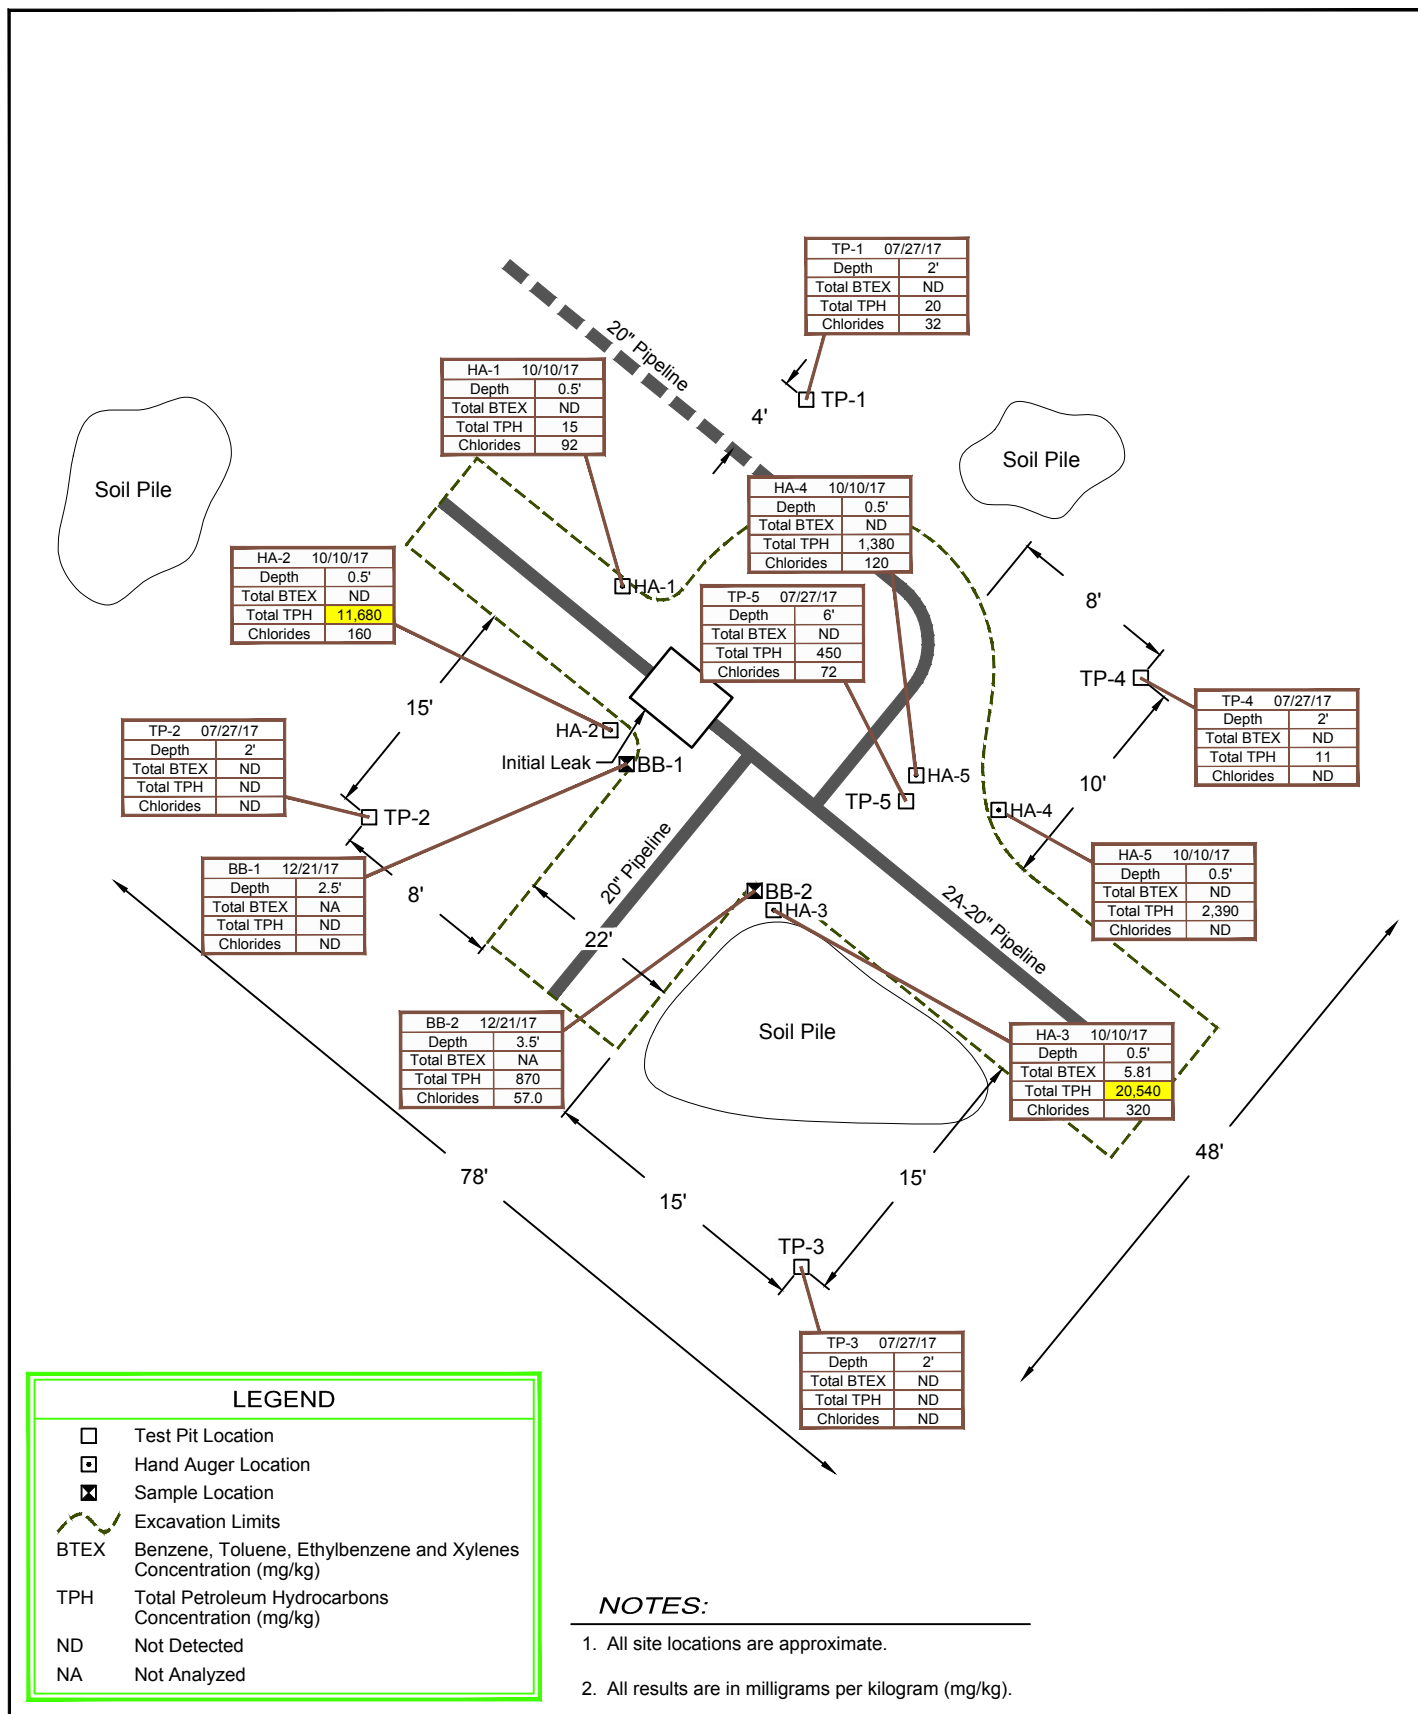 TP-1 07/27/17
Depth 2'
Total BTEX ND
Total TPH 20
Chlorides 32
20" Pipeline
HA-1 10/10/17
Depth 0.5'
Total BTEX ND
Total TPH 15
Chlorides 92
4'
TP-1
Soil Pile
Soil Pile
HA-4 10/10/17
Depth 0.5'
Total BTEX ND
Total TPH 1,380
Chlorides 120
HA-2 10/10/17
Depth 0.5'
Total BTEX ND
Total TPH 11,680
Chlorides 160
HA-1
TP-5 07/27/17
Depth 6'
Total BTEX ND
Total TPH 450
Chlorides 72
8'
TP-4
TP-4 07/27/17
Depth 2'
Total BTEX ND
Total TPH 11
Chlorides ND
15'
HA-2
Initial Leak
BB-1
TP-2 07/27/17
Depth 2'
Total BTEX ND
Total TPH ND
Chlorides ND
TP-2
HA-5
TP-5
HA-4
10'
BB-1 12/21/17
Depth 2.5'
Total BTEX NA
Total TPH ND
Chlorides ND
8'
20" Pipeline
22'
BB-2
HA-3
2A-20" Pipeline
HA-5 10/10/17
Depth 0.5'
Total BTEX ND
Total TPH 2,390
Chlorides ND
BB-2 12/21/17
Depth 3.5'
Total BTEX NA
Total TPH 870
Chlorides 57.0
Soil Pile
HA-3 10/10/17
Depth 0.5'
Total BTEX 5.81
Total TPH 20,540
Chlorides 320
78'
15'
15'
48'
TP-3
TP-3 07/27/17
Depth 2'
Total BTEX ND
Total TPH ND
Chlorides ND
LEGEND
Test Pit Location
Hand Auger Location
Sample Location
Excavation Limits
BTEX Benzene, Toluene, Ethylbenzene and Xylenes
Concentration (mg/kg)
TPH Total Petroleum Hydrocarbons
Concentration (mg/kg)
ND Not Detected
NA Not Analyzed
NOTES:
1. All site locations are approximate.
2. All results are in milligrams per kilogram (mg/kg).